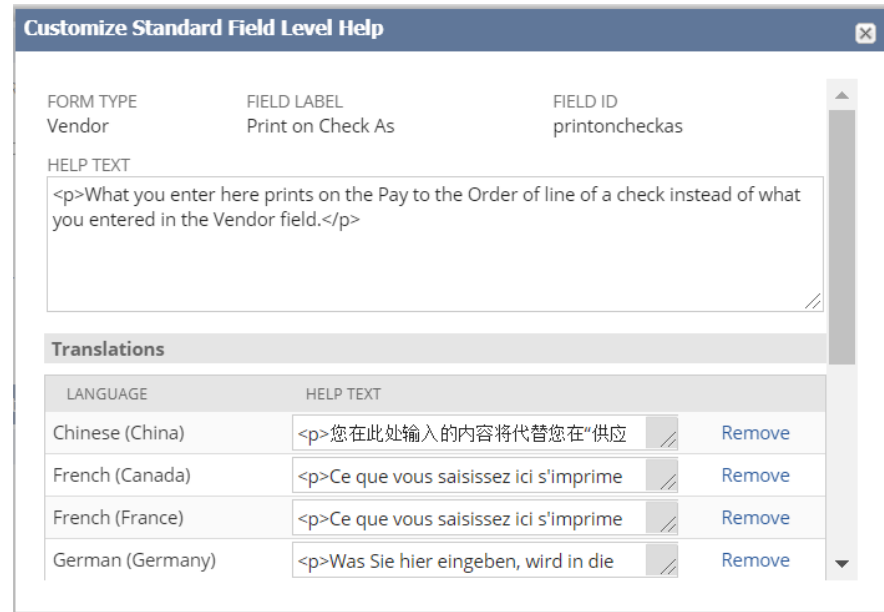 Customize Standard Field Level Help
FORM TYPE FIELD LABEL FIELD ID
Vendor Print on Check As printoncheckas
HELP TEXT
<p>What you enter here prints on the Pay to the Order of line of a check instead of what
you entered in the Vendor field.</p>
Translations
LANGUAGE HELP TEXT
Chinese (China) <p>您在此处输入的内容将代替您在“供应 Remove
French (Canada) <p>Ce que vous saisissez ici s'imprime Remove
French (France) <p>Ce que vous saisissez ici s'imprime Remove
German (Germany) <p>Was Sie hier eingeben, wird in die Remove